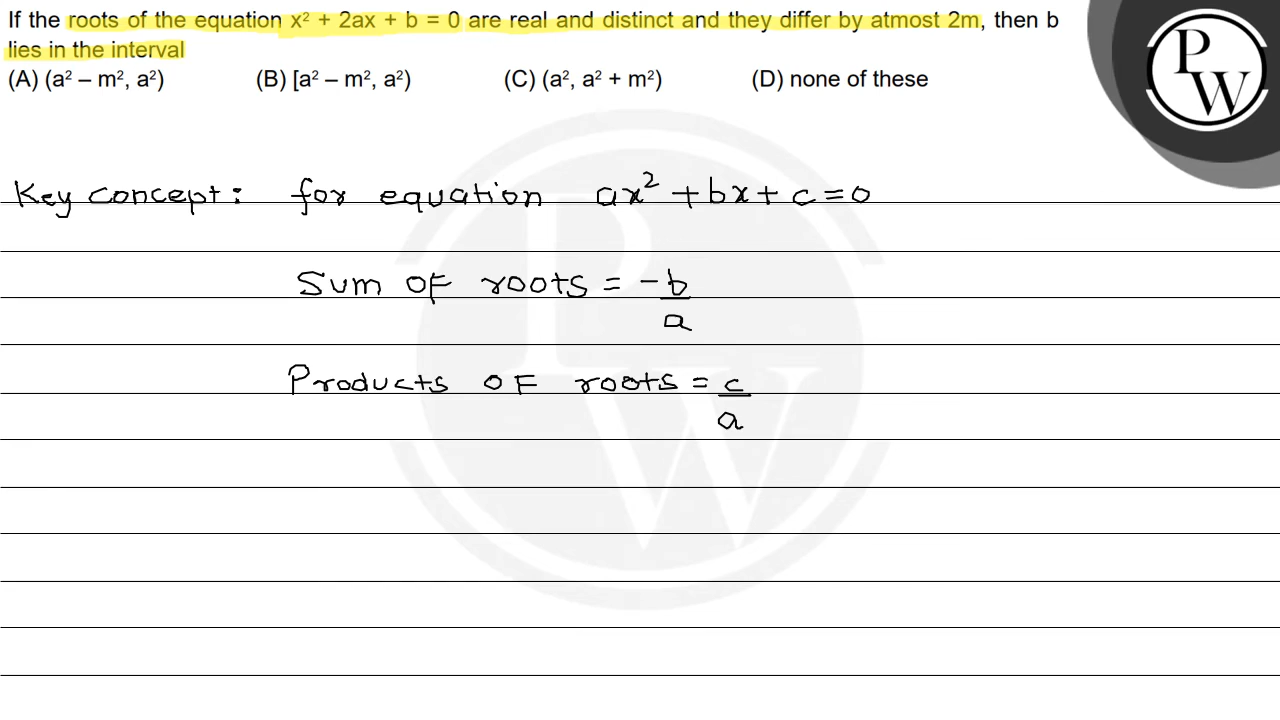 If the roots of the equation x² + 2ax + b = 0 are real and distinct and they differ by atmost 2m, then b
lies in the interval
(A) (a² – m², a²) (B) [a² – m², a²) (C) (a², a² + m²) (D) none of these
PW
Key concept: for equation ax² + bx + c = 0
Sum of roots = -b/a
Products of roots = c/a
PW